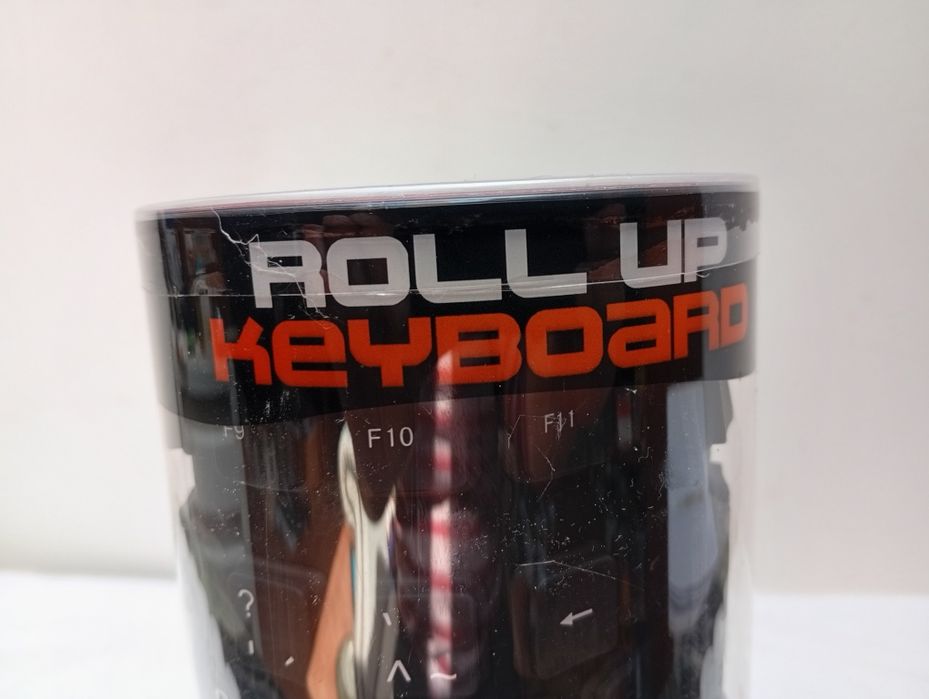 ROLL UP
KEYBOARD
F9 F10 F11
? ←
^ ~